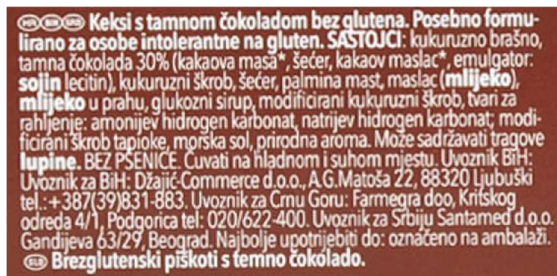 HR BIH SRB Keksi s tamnom čokoladom bez glutena. Posebno formu-
lirano za osobe intolerantne na gluten. SASTOJCI: kukuruzno brašno,
tamna čokolada 30% (kakaova masa*, šećer, kakaov maslac*, emulgator:
sojin lecitin), kukuruzni škrob, šećer, palmina mast, maslac (mlijeko),
mlijeko u prahu, glukozni sirup, modificirani kukuruzni škrob, tvari za
rahljenje: amonijev hidrogen karbonat, natrijev hidrogen karbonat; modi-
ficirani škrob tapioke, morska sol, prirodna aroma. Može sadržavati tragove
lupine. BEZ PŠENICE. Čuvati na hladnom i suhom mjestu. Uvoznik BiH:
Uvoznik za BiH: Džajić-Commerce d.o.o., A.G.Matoša 22, 88320 Ljubuški
tel.:+387(39)831-883. Uvoznik za Crnu Goru: Farmegra doo, Kritskog
odreda 4/1, Podgorica tel: 020/622-400. Uvoznik za Srbiju Santamed d.o.o.
Gandijeva 63/29, Beograd. Najbolje upotrijebiti do: označeno na ambalaži.
SLO Brezglutenski piškoti s temno čokolado.